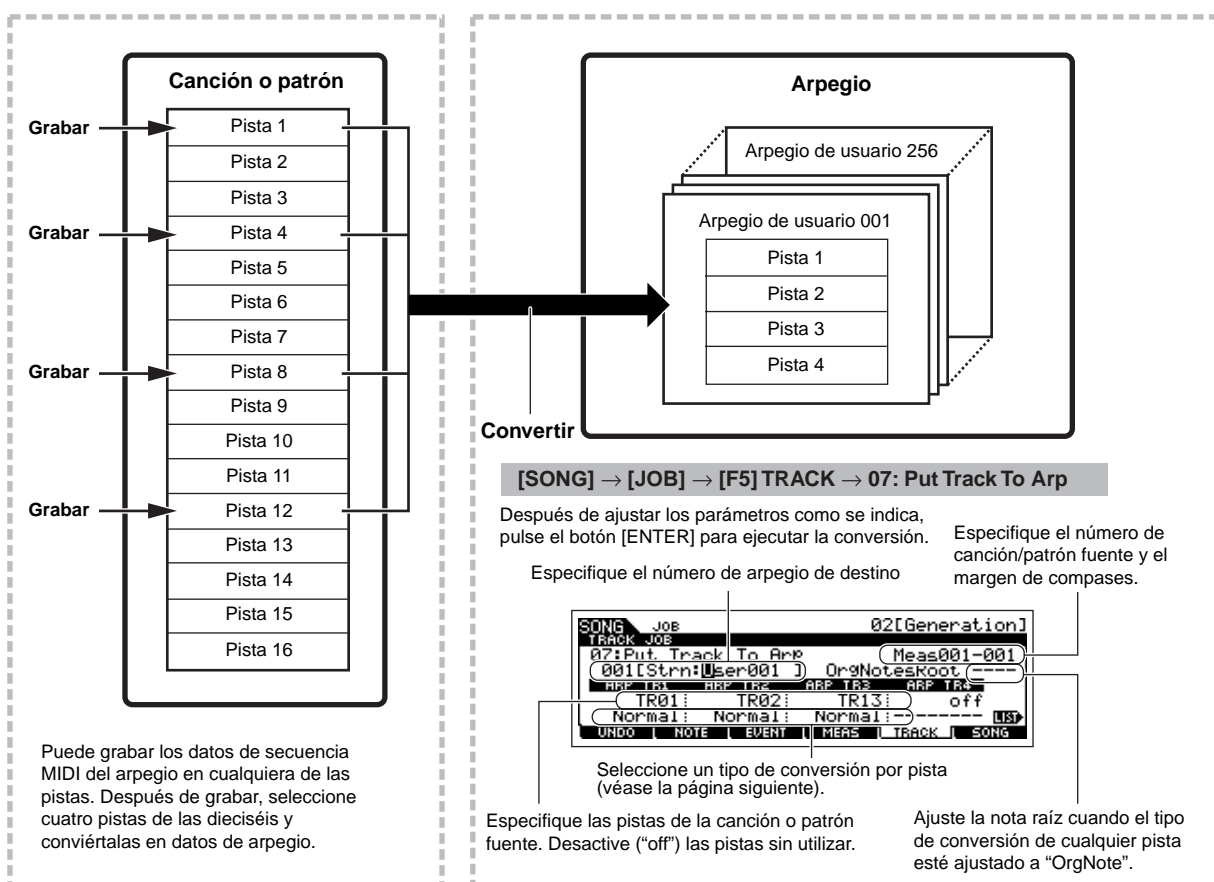 Canción o patrón
Grabar
Pista 1
Pista 2
Pista 3
Grabar
Pista 4
Pista 5
Pista 6
Pista 7
Grabar
Pista 8
Pista 9
Pista 10
Pista 11
Grabar
Pista 12
Pista 13
Pista 14
Pista 15
Pista 16
Puede grabar los datos de secuencia
MIDI del arpegio en cualquiera de las
pistas. Después de grabar, seleccione
cuatro pistas de las dieciséis y
conviértalas en datos de arpegio.
Convertir
Arpegio
Arpegio de usuario 256
Arpegio de usuario 001
Pista 1
Pista 2
Pista 3
Pista 4
[SONG] → [JOB] → [F5] TRACK → 07: Put Track To Arp
Después de ajustar los parámetros como se indica,
pulse el botón [ENTER] para ejecutar la conversión.
Especifique el número de
canción/patrón fuente y el
margen de compases.
Especifique el número de arpegio de destino
SONG JOB 02[Generation]
TRACK JOB
07:Put Track To Arp Meas001-001
001[Strn:User001 ] OrgNotesRoot ----
ARP TR1 ARP TR2 ARP TR3 ARP TR4
TR01 TR02 TR13 off
Normal Normal Normal -------- LIST
UNDO NOTE EVENT MEAS TRACK SONG
Seleccione un tipo de conversión por pista
(véase la página siguiente).
Especifique las pistas de la canción o patrón
fuente. Desactive (“off”) las pistas sin utilizar.
Ajuste la nota raíz cuando el tipo
de conversión de cualquier pista
esté ajustado a “OrgNote”.